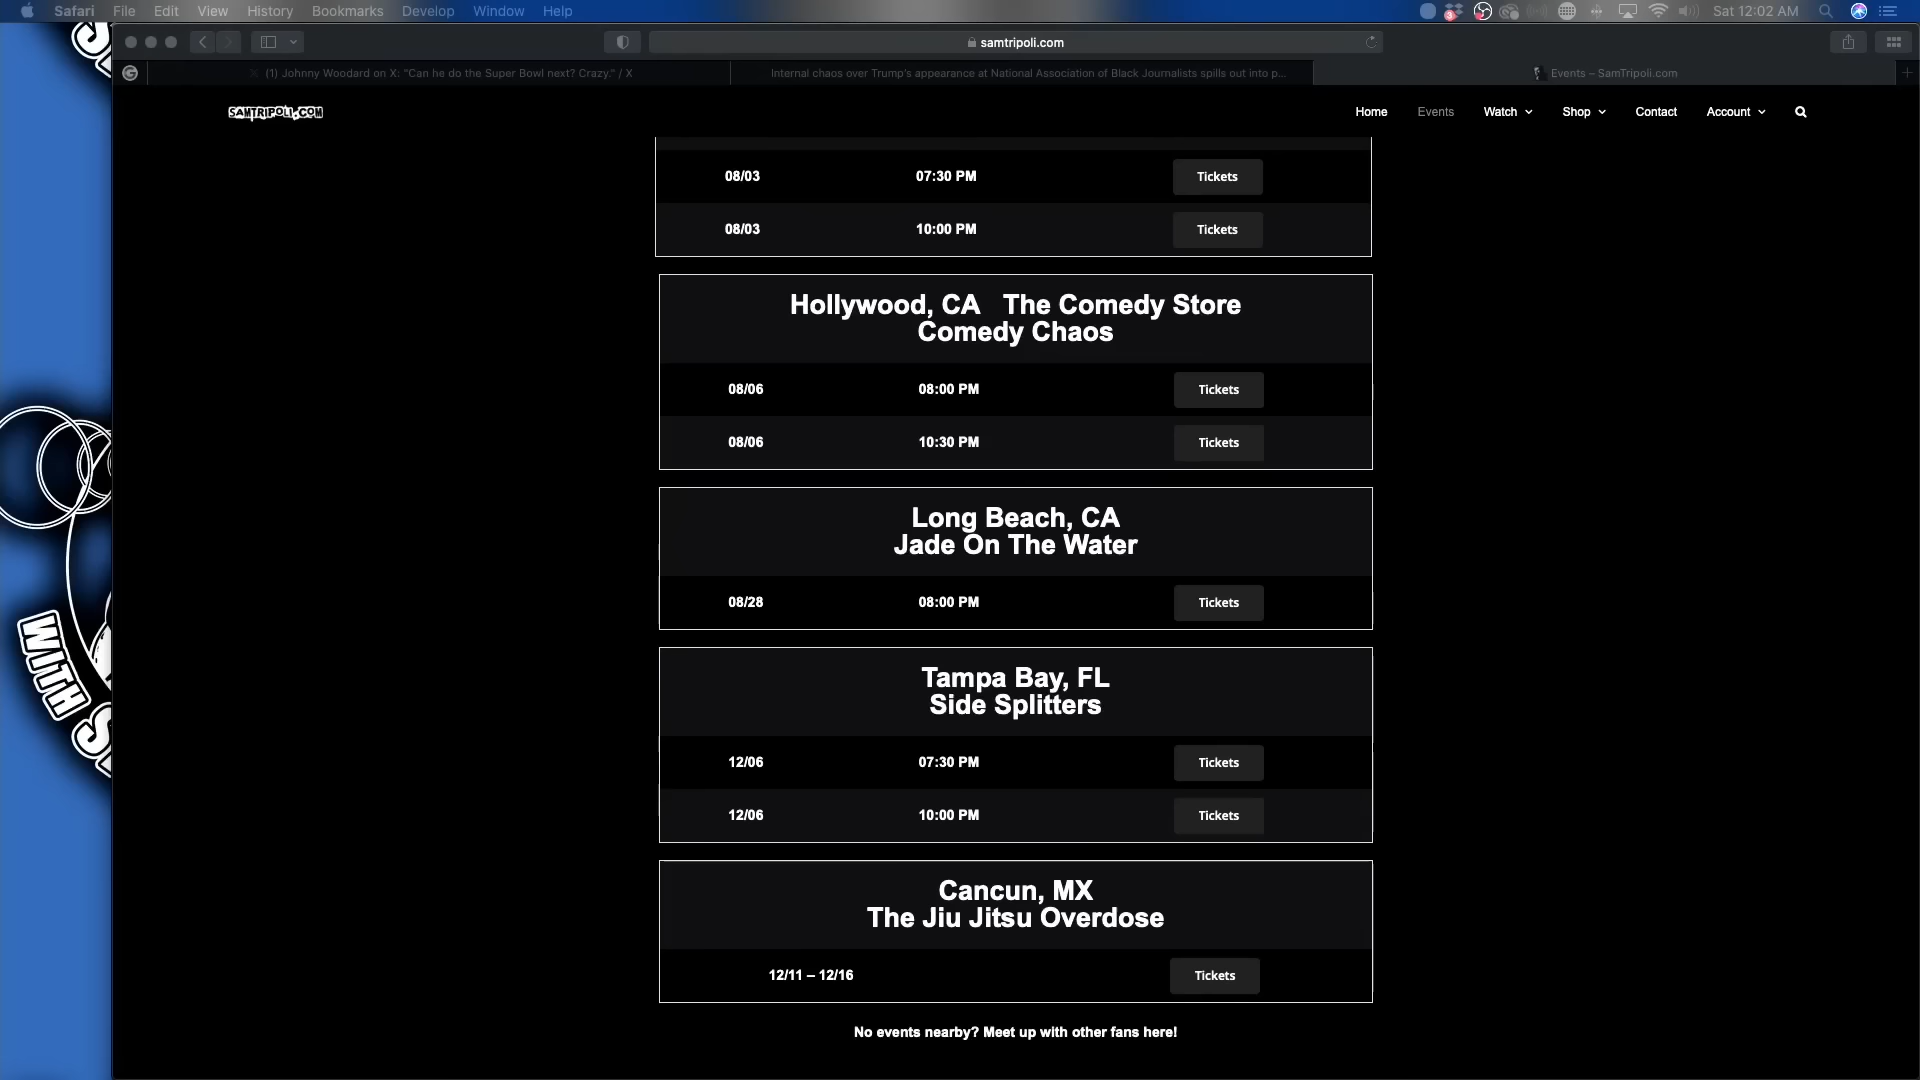 Safari File Edit View History Bookmarks Develop Window Help
3
Sat 12:02 AM
samtripoli.com
G
(1) Johnny Woodard on X: "Can he do the Super Bowl next? Crazy." / X
Internal chaos over Trump's appearance at National Association of Black Journalists spills out into p...
Events – SamTripoli.com
SAMTRIPOLI.COM
Home Events Watch Shop Contact Account
08/03 07:30 PM Tickets
08/03 10:00 PM Tickets
Hollywood, CA The Comedy Store
Comedy Chaos
08/06 08:00 PM Tickets
08/06 10:30 PM Tickets
Long Beach, CA
Jade On The Water
08/28 08:00 PM Tickets
Tampa Bay, FL
Side Splitters
12/06 07:30 PM Tickets
12/06 10:00 PM Tickets
Cancun, MX
The Jiu Jitsu Overdose
12/11 – 12/16 Tickets
No events nearby? Meet up with other fans here!
WITH